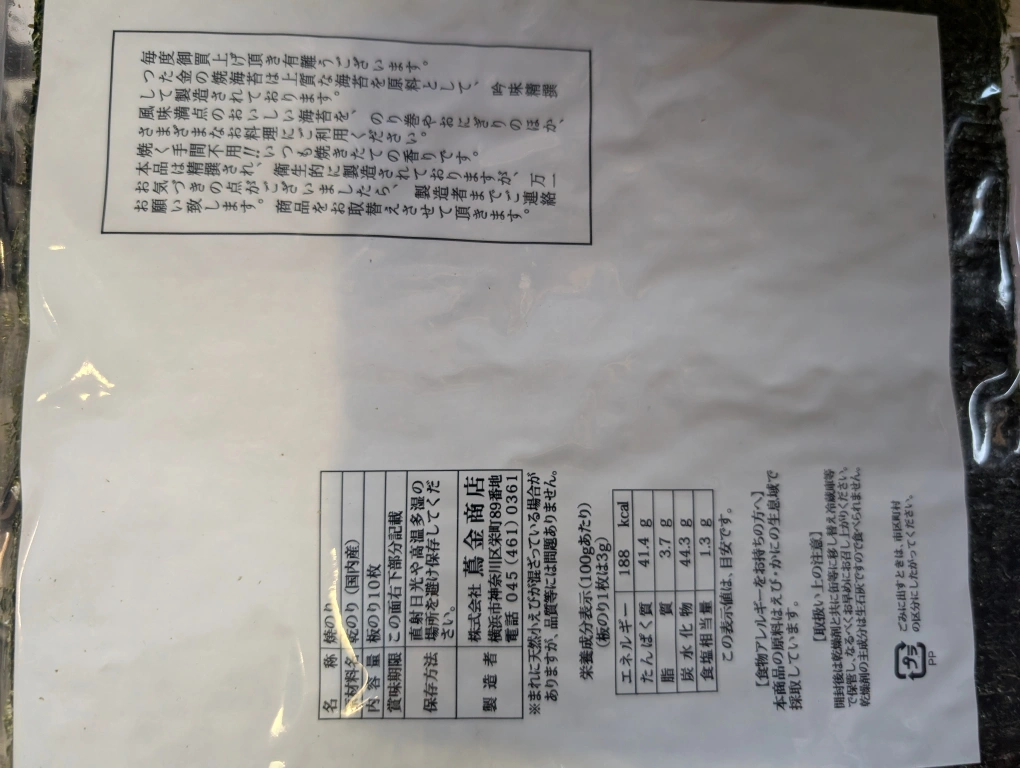 毎度御買上げ頂き有難うございます。
つた金の焼海苔は上質な海苔を原料として、吟味精撰
して製造されております。
風味満点のおいしい海苔を、のり巻やおにぎりのほか、
さまざまなお料理にご利用ください。
焼く手間不用!!いつも焼きたての香りです。
本品は精撰され、衛生的に製造されておりますが、万一
お気づきの点がございましたら、製造者までご連絡
お願い致します。商品をお取替えさせて頂きます。
名称 焼のり
原材料名 乾のり(国内産)
内容量 板のり10枚
賞味期限 この面右下部分記載
保存方法 直射日光や高温多湿の
場所を避け保存してくだ
さい。
製造者 株式会社 蔦金商店
横浜市神奈川区栄町89番地
電話 045(461)0361
※まれに天然小えびが混ざっている場合が
ありますが、品質等には問題ありません。
栄養成分表示(100gあたり)
(板のり1枚は3g)
エネルギー 188 kcal
たんぱく質 41.4 g
脂質 3.7 g
炭水化物 44.3 g
食塩相当量 1.3 g
この表示値は、目安です。
【食物アレルギーをお持ちの方へ】
本商品の原料はえび・かにの生息域で
採取しています。
【取扱い上の注意】
開封後は乾燥剤と共に缶等に移し替え冷蔵庫等
で保管し、なるべくお早めにお召し上がりください。
乾燥剤の主成分は生石灰ですので食べられません。
プラ
PP
ごみに出すときは、市区町村
の区分にしたがってください。